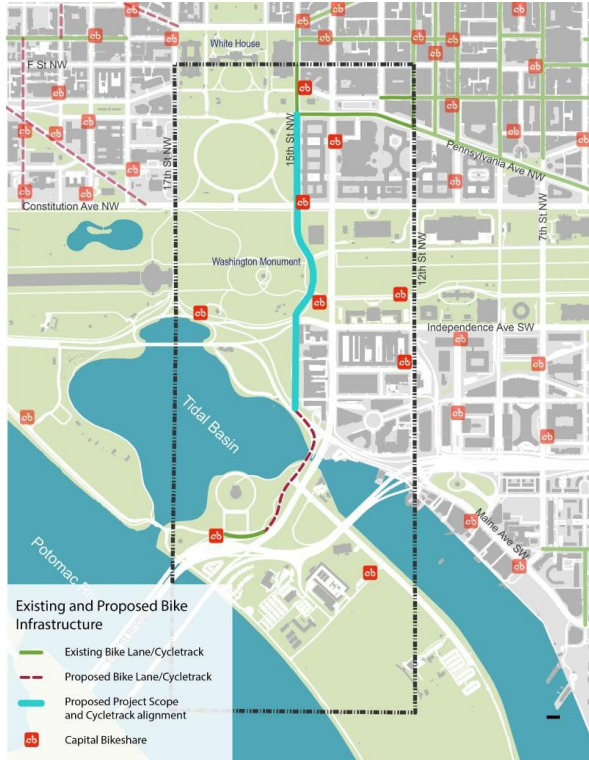 White House
F St NW
15th St NW
17th St NW
Pennsylvania Ave NW
Constitution Ave NW
7th St NW
12th St NW
Washington Monument
Independence Ave SW
Tidal Basin
Maine Ave SW
Potomac
Existing and Proposed Bike
Infrastructure
Existing Bike Lane/Cycletrack
Proposed Bike Lane/Cycletrack
Proposed Project Scope
and Cycletrack alignment
cb Capital Bikeshare